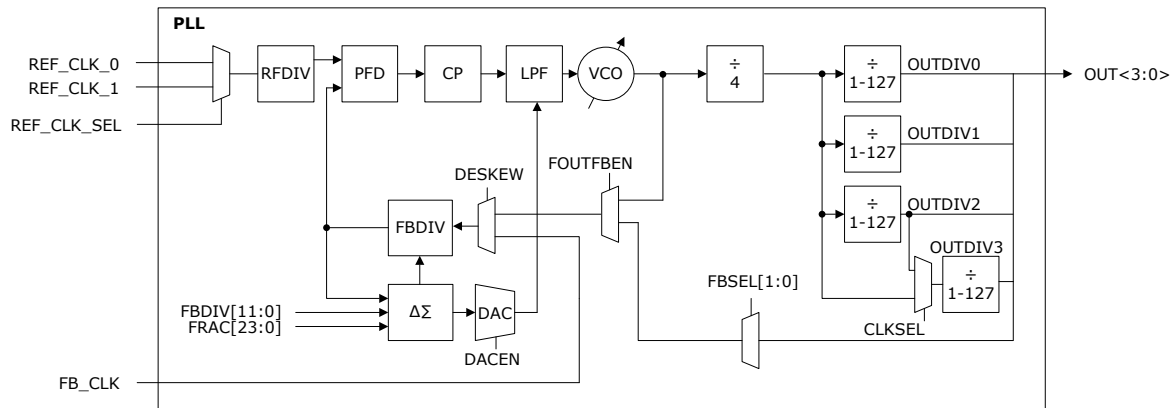 PLL
REF_CLK_0
REF_CLK_1
REF_CLK_SEL
RFDIV
PFD
CP
LPF
VCO
÷
4
÷
1-127
OUTDIV0
OUT<3:0>
÷
1-127
OUTDIV1
÷
1-127
OUTDIV2
OUTDIV3
÷
1-127
CLKSEL
FOUTFBEN
DESKEW
FBDIV
FBSEL[1:0]
FBDIV[11:0]
FRAC[23:0]
ΔΣ
DAC
DACEN
FB_CLK